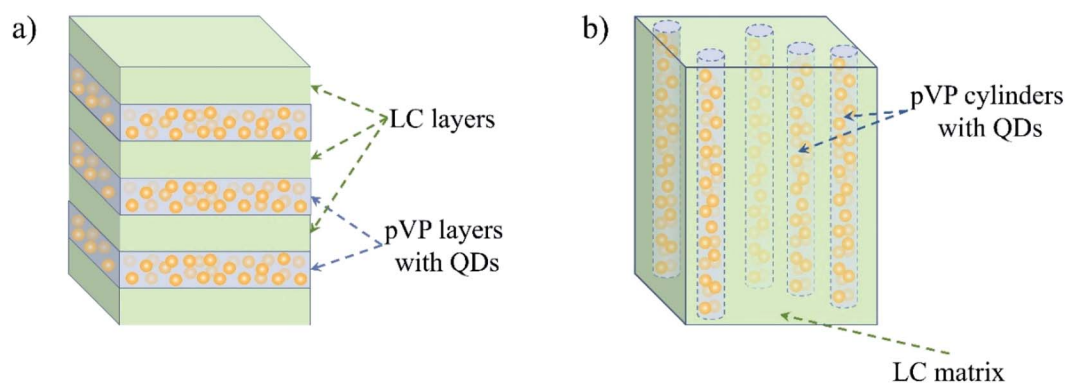 a)
LC layers
pVP layers
with QDs
b)
pVP cylinders
with QDs
LC matrix